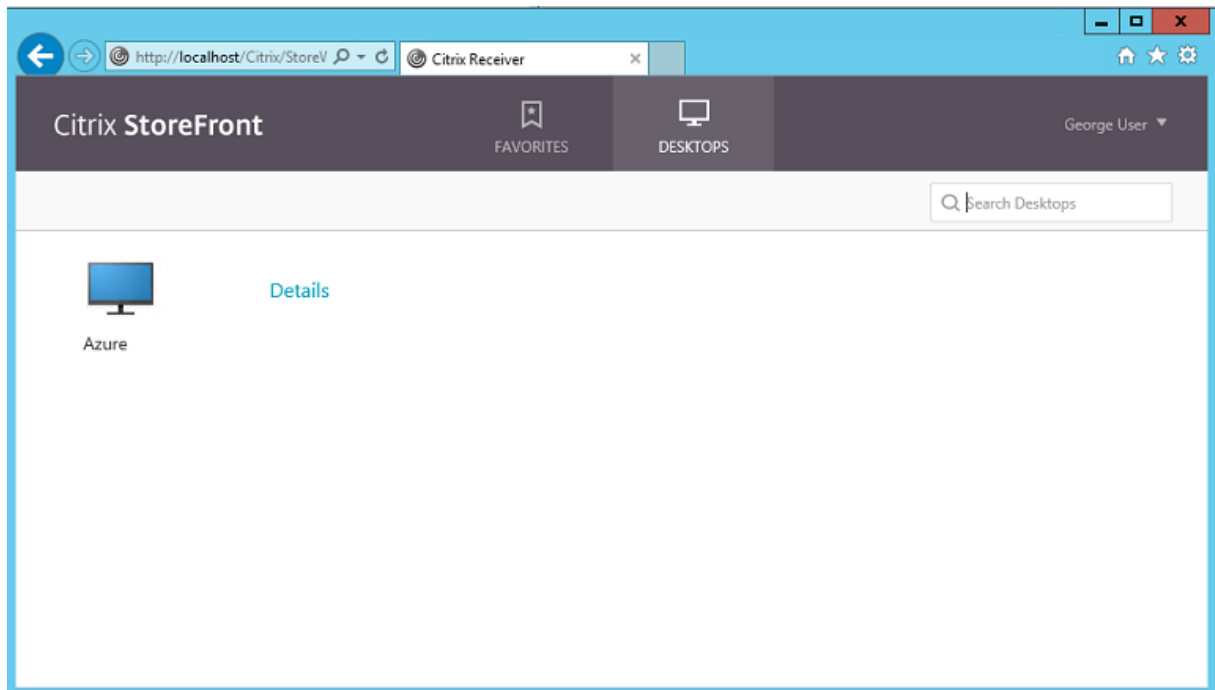 http://localhost/Citrix/StoreV
Citrix Receiver
Citrix StoreFront
FAVORITES
DESKTOPS
George User
Search Desktops
Details
Azure